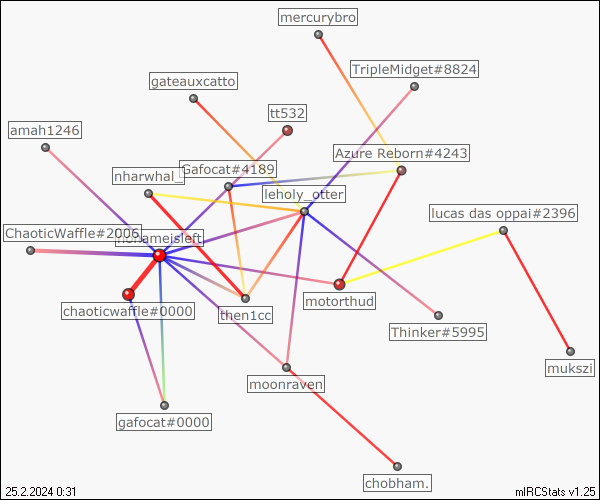 mercurybro
TripleMidget#8824
gateauxcatto
tt532
amah1246
Azure Reborn#4243
Gafocat#4189
nharwhal_
leholy_otter
lucas das oppai#2396
ChaoticWaffle#2006
nonameisleft
chaoticwaffle#0000
motorthud
then1cc
Thinker#5995
mukszi
moonraven
gafocat#0000
chobham.
25.2.2024 0:31
mIRCStats v1.25